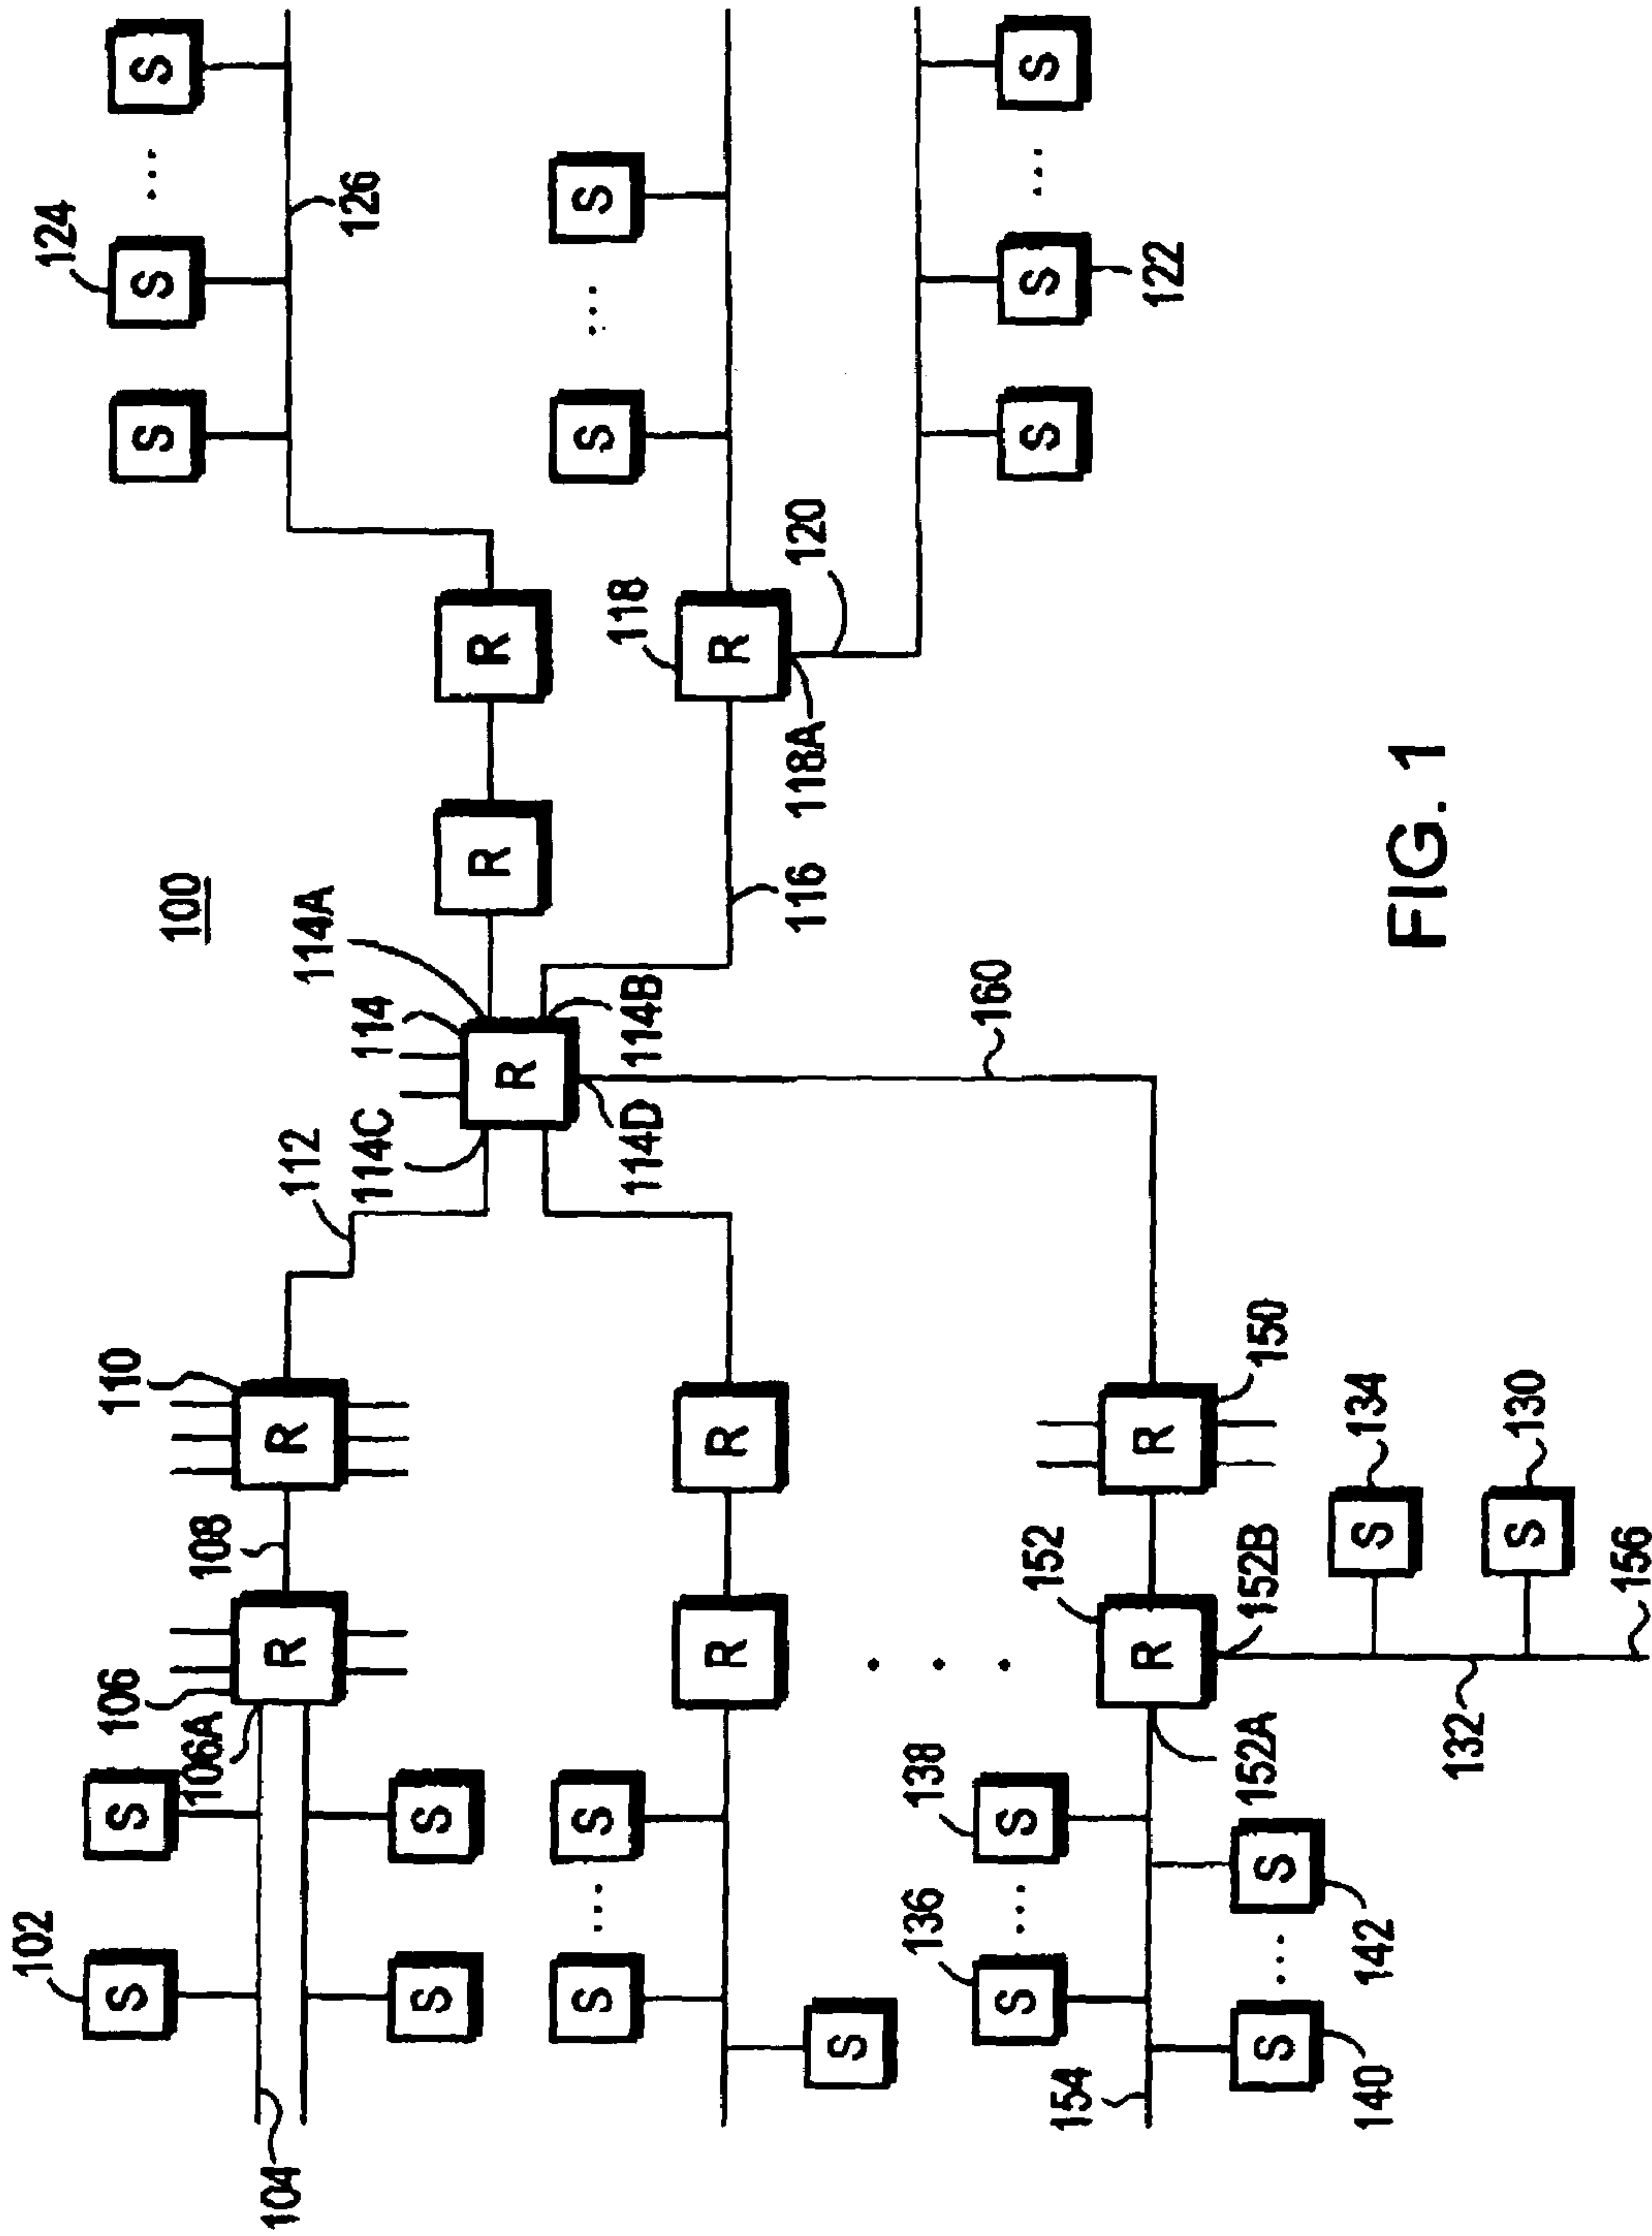 102 124
S S S S ... S
106 110
100
106A 108
104 R R 112 114A 126
114C 114
S S R R R
S ... S S ... S
118
114D 114B
R R R
116 118A 120
S
136 138 160
S ... S S S ... S
152
154 R R
122
152A 152B 150
S ... S
140 142 S 134
FIG. 1
132 S 130
156